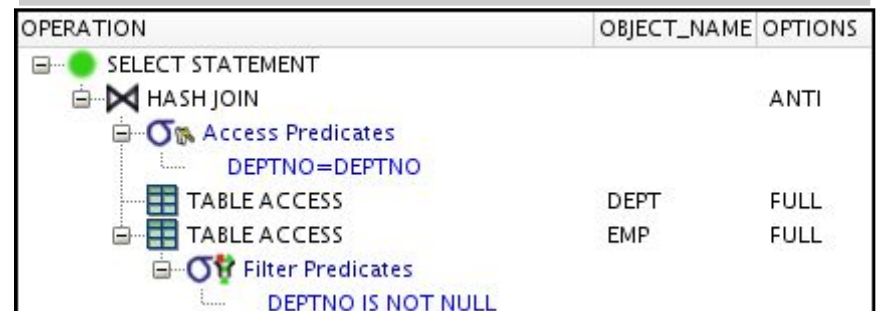 OPERATION OBJECT_NAME OPTIONS
SELECT STATEMENT
HASH JOIN ANTI
Access Predicates
DEPTNO=DEPTNO
TABLE ACCESS DEPT FULL
TABLE ACCESS EMP FULL
Filter Predicates
DEPTNO IS NOT NULL